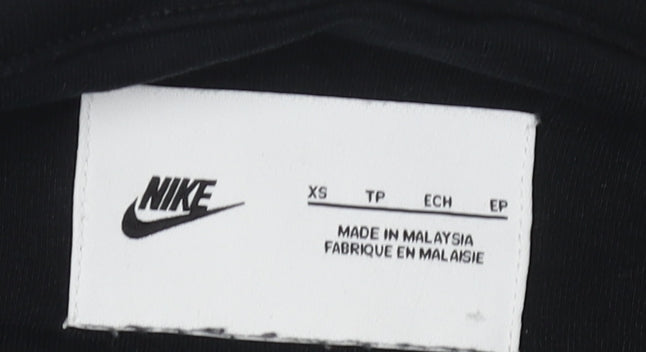 NIKE
XS TP ECH EP
MADE IN MALAYSIA
FABRIQUE EN MALAISIE